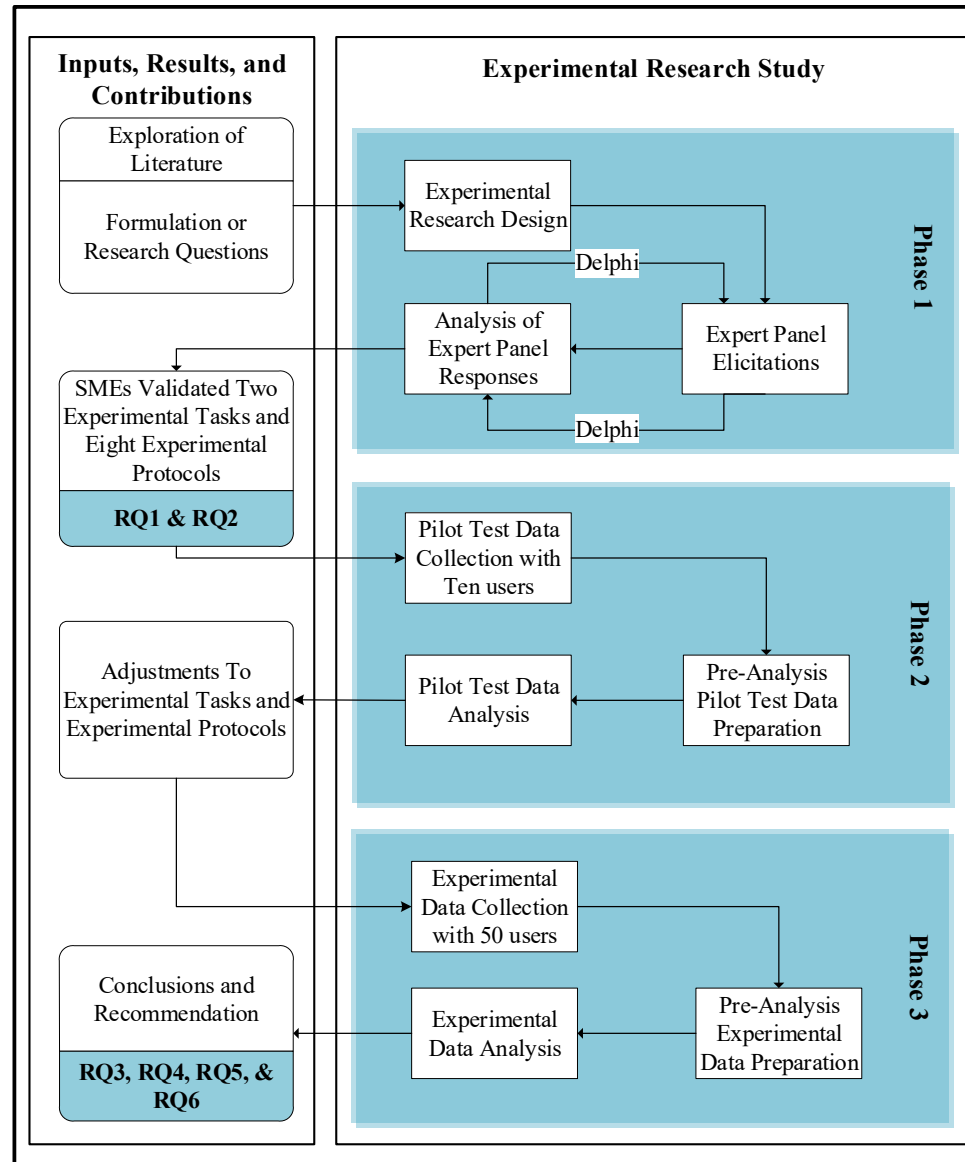 Inputs, Results, and
Contributions
Exploration of
Literature
Formulation or
Research Questions
SMEs Validated Two
Experimental Tasks and
Eight Experimental
Protocols
RQ1 & RQ2
Adjustments To
Experimental Tasks and
Experimental Protocols
Conclusions and
Recommendation
RQ3, RQ4, RQ5, &
RQ6
Experimental Research Study
Phase 1
Experimental
Research Design
Delphi
Analysis of
Expert Panel
Responses
Expert Panel
Elicitations
Delphi
Phase 2
Pilot Test Data
Collection with
Ten users
Pilot Test Data
Analysis
Pre-Analysis
Pilot Test Data
Preparation
Phase 3
Experimental
Data Collection
with 50 users
Experimental
Data Analysis
Pre-Analysis
Experimental
Data Preparation